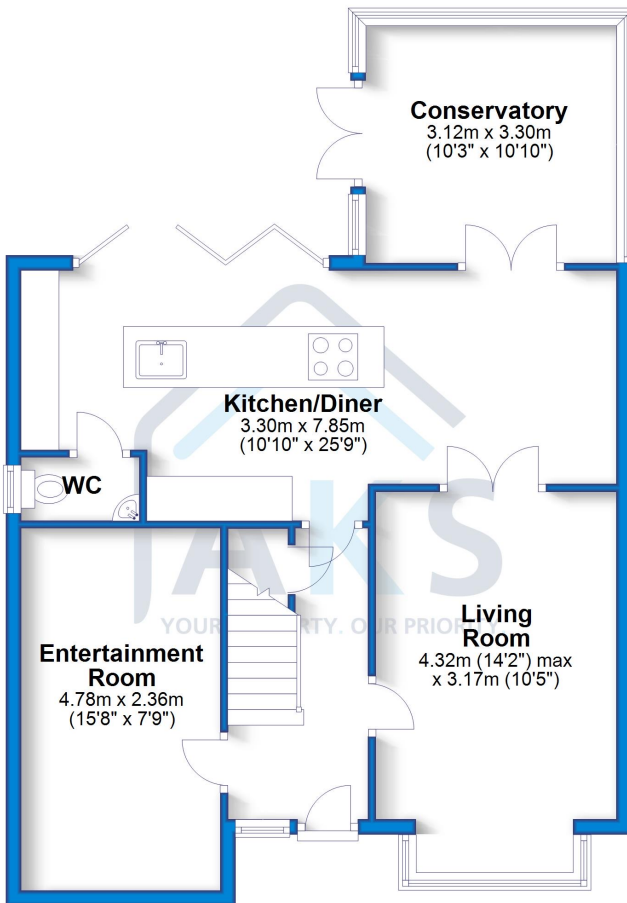 Conservatory
3.12m x 3.30m
(10'3" x 10'10")
Kitchen/Diner
3.30m x 7.85m
(10'10" x 25'9")
WC
AKS
YOUR PROPERTY. OUR PRIORITY
Living
Room
4.32m (14'2") max
x 3.17m (10'5")
Entertainment
Room
4.78m x 2.36m
(15'8" x 7'9")